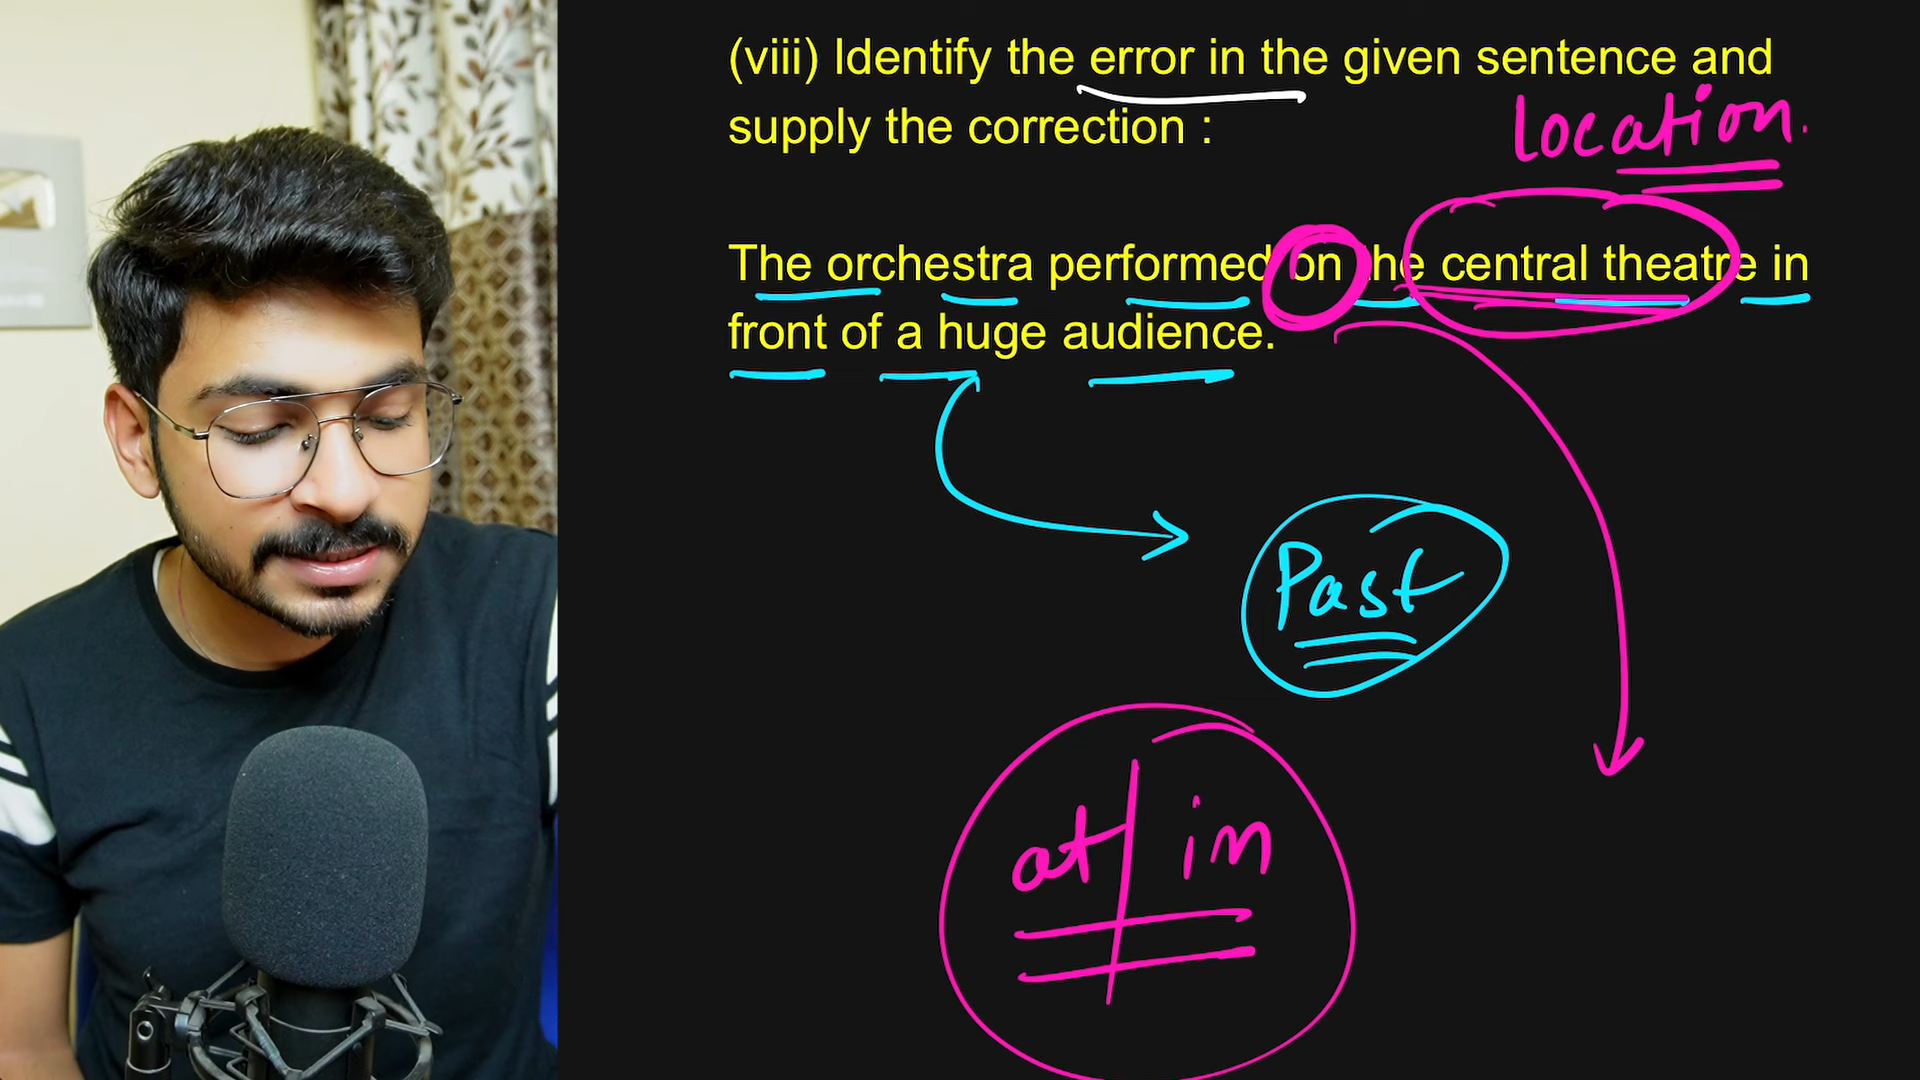 (viii) Identify the error in the given sentence and
supply the correction :
location.
The orchestra performed on the central theatre in
front of a huge audience.
Past
at/in